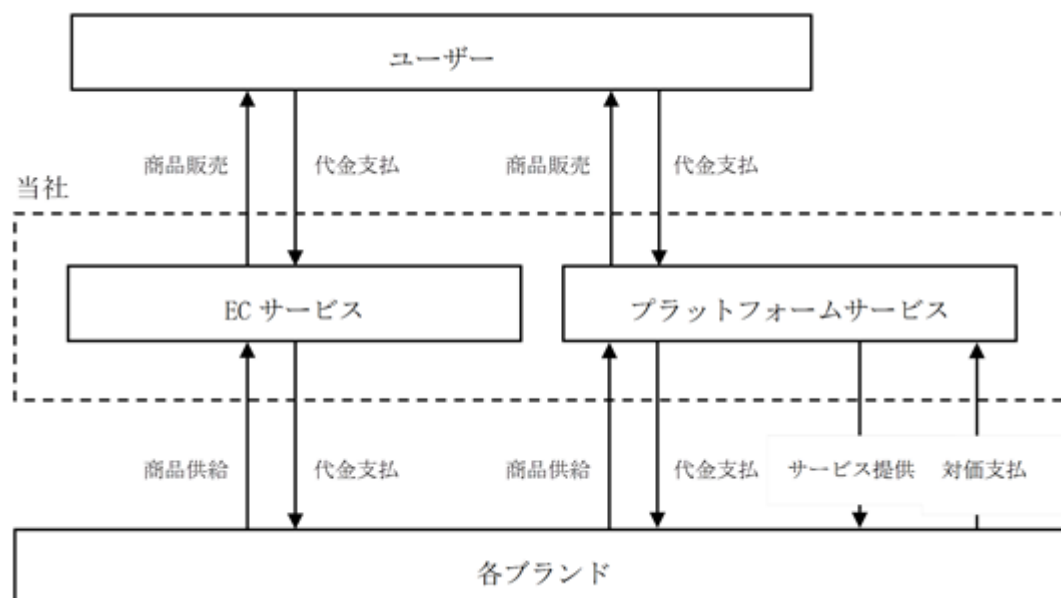 ユーザー
商品販売
代金支払
商品販売
代金支払
当社
EC サービス
プラットフォームサービス
商品供給
代金支払
商品供給
代金支払
サービス提供
対価支払
各ブランド